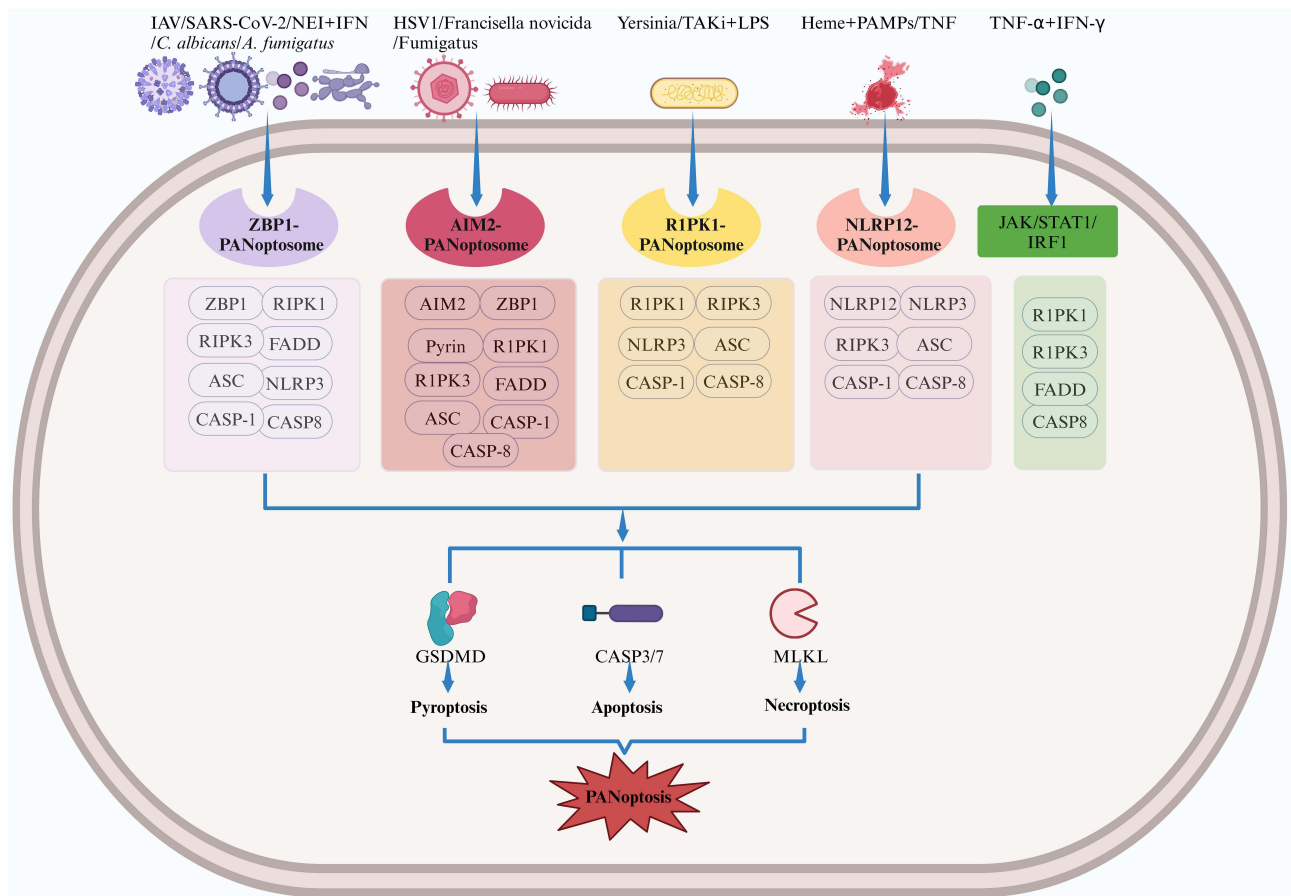 IAV/SARS-CoV-2/NEI+IFN
/C. albicans/A. fumigatus
HSV1/Francisella novicida
/Fumigatus
Yersinia/TAKi+LPS
Heme+PAMPs/TNF
TNF-α+IFN-γ
ZBP1-
PANoptosome
AIM2-
PANoptosome
R1PK1-
PANoptosome
NLRP12-
PANoptosome
JAK/STAT1/
IRF1
ZBP1
RIPK1
RIPK3
FADD
ASC
NLRP3
CASP-1
CASP8
AIM2
ZBP1
Pyrin
R1PK1
R1PK3
FADD
ASC
CASP-1
CASP-8
R1PK1
RIPK3
NLRP3
ASC
CASP-1
CASP-8
NLRP12
NLRP3
RIPK3
ASC
CASP-1
CASP-8
R1PK1
R1PK3
FADD
CASP8
GSDMD
CASP3/7
MLKL
Pyroptosis
Apoptosis
Necroptosis
PANoptosis